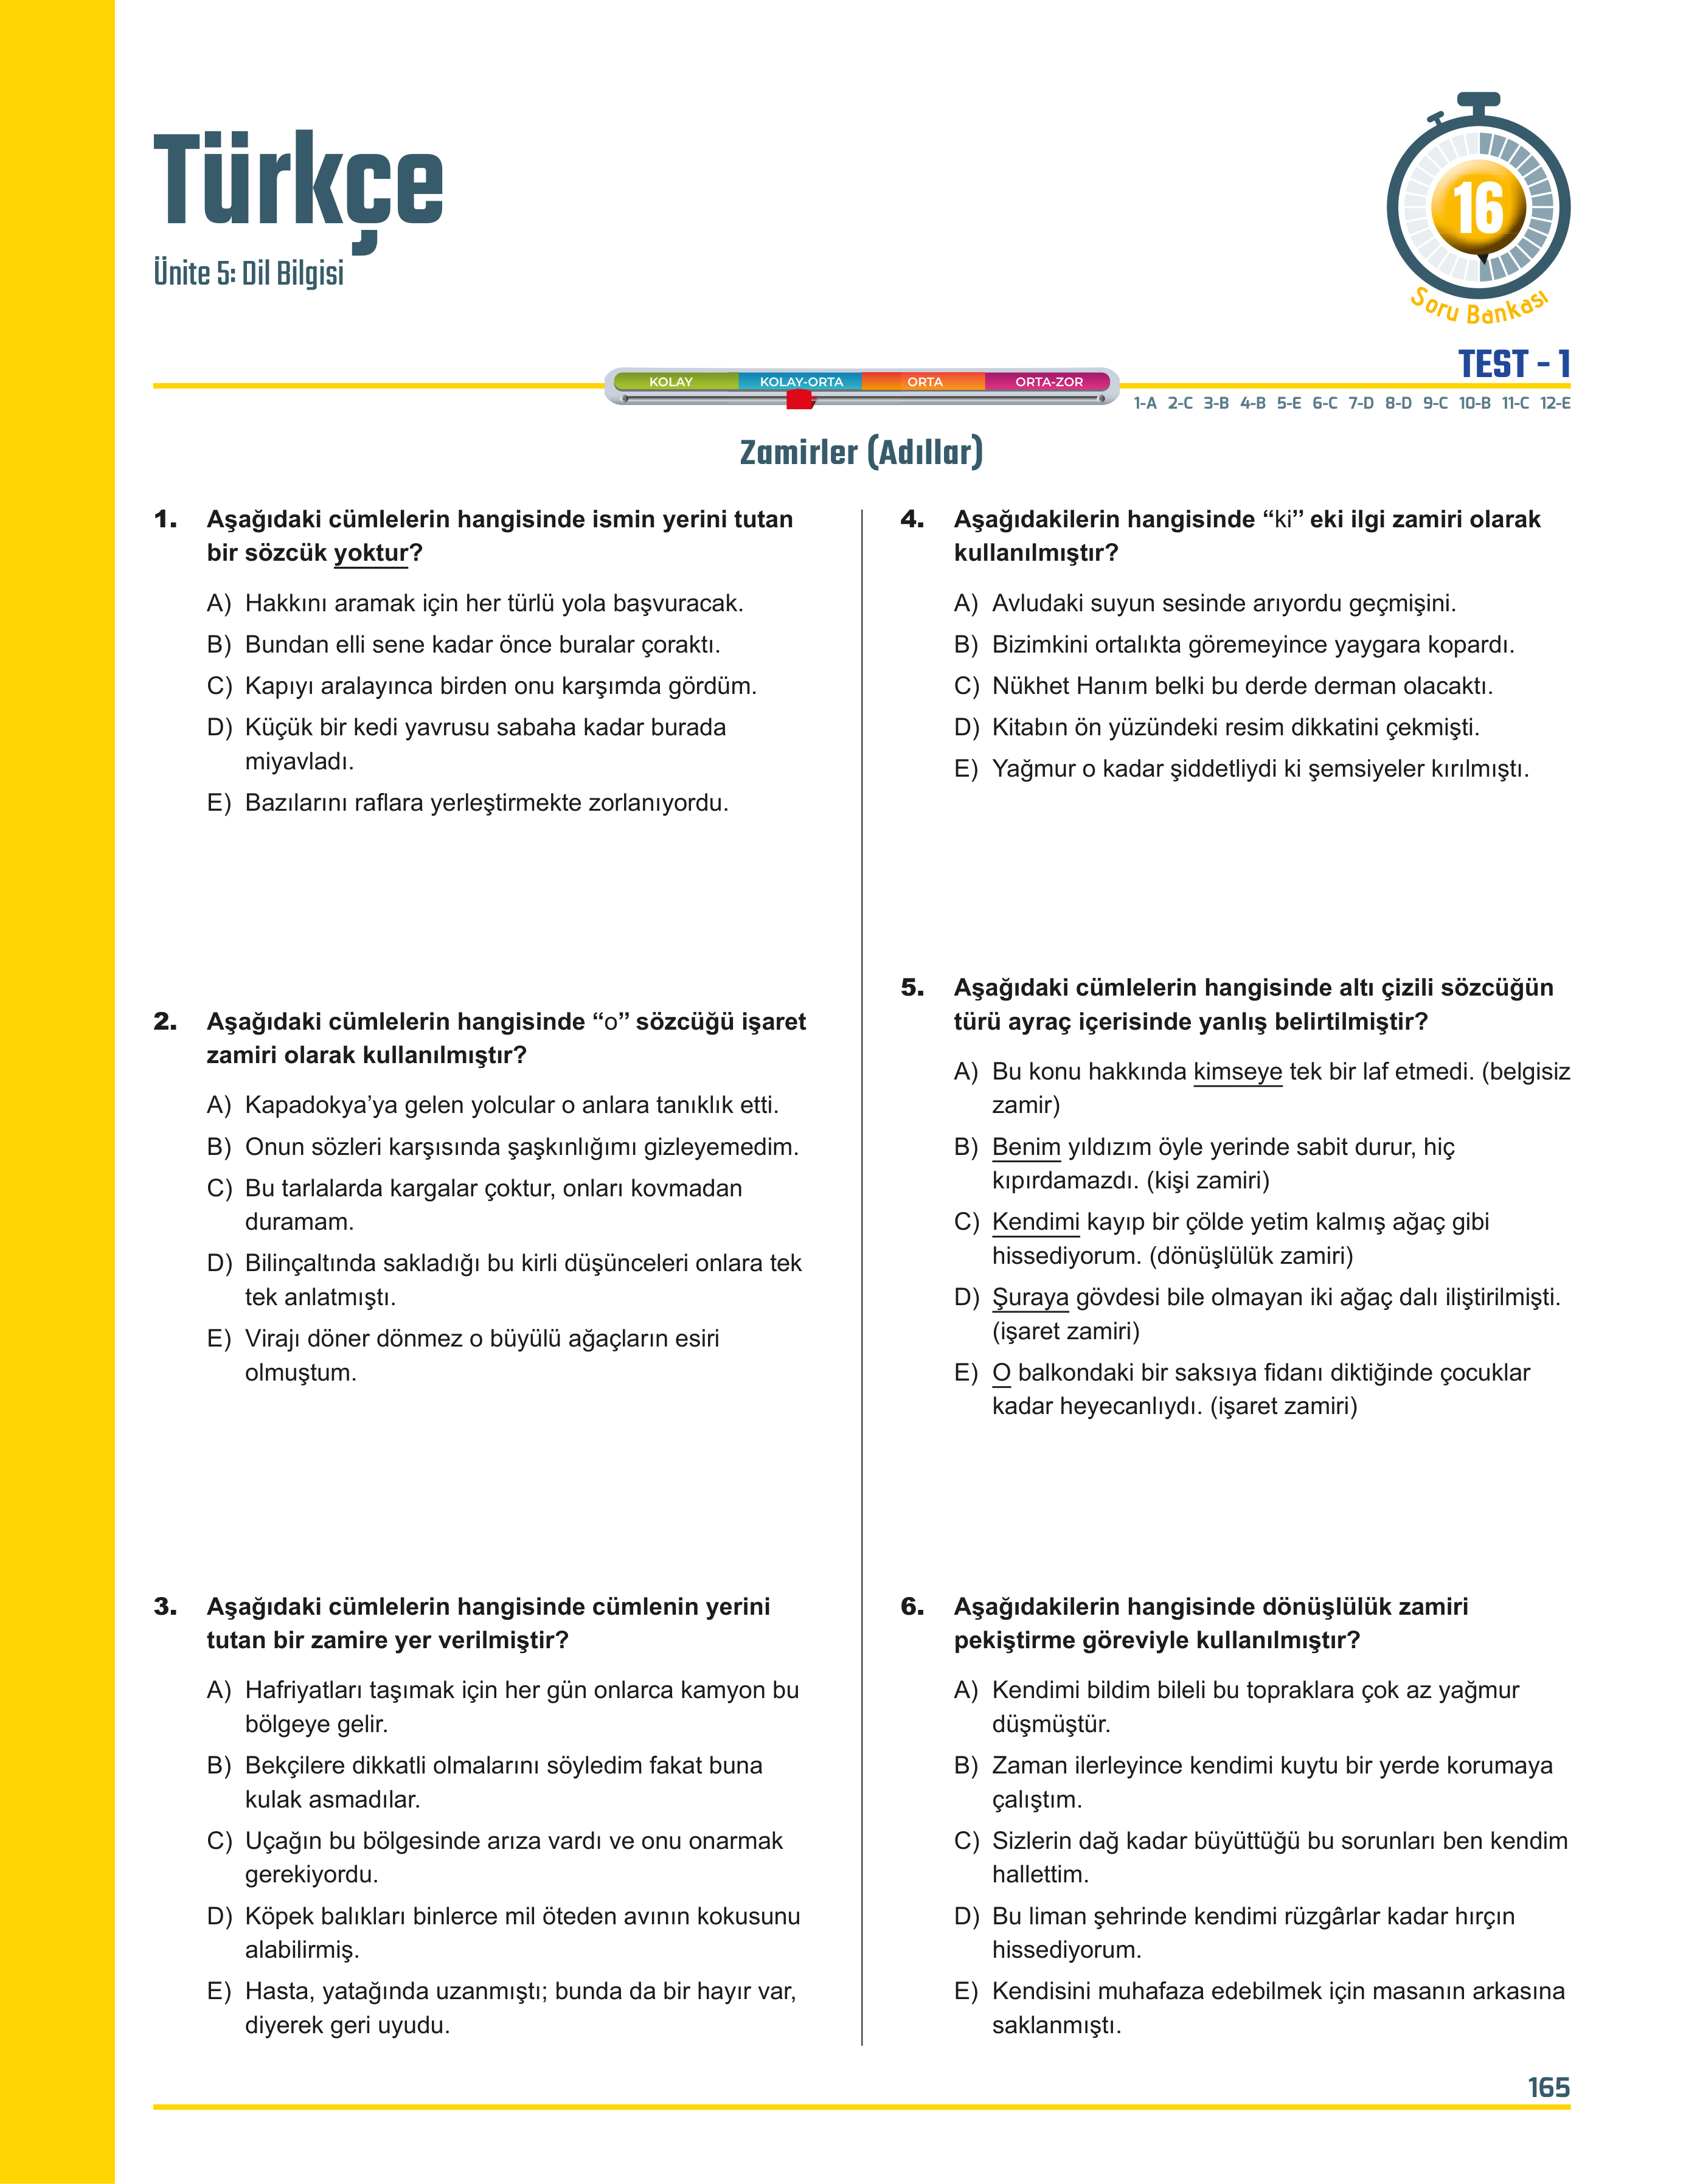 Türkçe
Ünite 5: Dil Bilgisi
16
Soru Bankası
TEST - 1
KOLAY KOLAY-ORTA ORTA ORTA-ZOR
1-A 2-C 3-B 4-B 5-E 6-C 7-D 8-D 9-C 10-B 11-C 12-E
Zamirler (Adıllar)
1. Aşağıdaki cümlelerin hangisinde ismin yerini tutan
bir sözcük yoktur?
A) Hakkını aramak için her türlü yola başvuracak.
B) Bundan elli sene kadar önce buralar çoraktı.
C) Kapıyı aralayınca birden onu karşımda gördüm.
D) Küçük bir kedi yavrusu sabaha kadar burada
miyavladı.
E) Bazılarını raflara yerleştirmekte zorlanıyordu.
2. Aşağıdaki cümlelerin hangisinde “o” sözcüğü işaret
zamiri olarak kullanılmıştır?
A) Kapadokya’ya gelen yolcular o anlara tanıklık etti.
B) Onun sözleri karşısında şaşkınlığımı gizleyemedim.
C) Bu tarlalarda kargalar çoktur, onları kovmadan
duramam.
D) Bilinçaltında sakladığı bu kirli düşünceleri onlara tek
tek anlatmıştı.
E) Virajı döner dönmez o büyülü ağaçların esiri
olmuştum.
3. Aşağıdaki cümlelerin hangisinde cümlenin yerini
tutan bir zamire yer verilmiştir?
A) Hafriyatları taşımak için her gün onlarca kamyon bu
bölgeye gelir.
B) Bekçilere dikkatli olmalarını söyledim fakat buna
kulak asmadılar.
C) Uçağın bu bölgesinde arıza vardı ve onu onarmak
gerekiyordu.
D) Köpek balıkları binlerce mil öteden avının kokusunu
alabilirmiş.
E) Hasta, yatağında uzanmıştı; bunda da bir hayır var,
diyerek geri uyudu.
4. Aşağıdakilerin hangisinde “ki” eki ilgi zamiri olarak
kullanılmıştır?
A) Avludaki suyun sesinde arıyordu geçmişini.
B) Bizimkini ortalıkta göremeyince yaygara kopardı.
C) Nükhet Hanım belki bu derde derman olacaktı.
D) Kitabın ön yüzündeki resim dikkatini çekmişti.
E) Yağmur o kadar şiddetliydi ki şemsiyeler kırılmıştı.
5. Aşağıdaki cümlelerin hangisinde altı çizili sözcüğün
türü ayraç içerisinde yanlış belirtilmiştir?
A) Bu konu hakkında kimseye tek bir laf etmedi. (belgisiz
zamir)
B) Benim yıldızım öyle yerinde sabit durur, hiç
kıpırdamazdı. (kişi zamiri)
C) Kendimi kayıp bir çölde yetim kalmış ağaç gibi
hissediyorum. (dönüşlülük zamiri)
D) Şuraya gövdesi bile olmayan iki ağaç dalı iliştirilmişti.
(işaret zamiri)
E) O balkondaki bir saksıya fidanı diktiğinde çocuklar
kadar heyecanlıydı. (işaret zamiri)
6. Aşağıdakilerin hangisinde dönüşlülük zamiri
pekiştirme göreviyle kullanılmıştır?
A) Kendimi bildim bileli bu topraklara çok az yağmur
düşmüştür.
B) Zaman ilerleyince kendimi kuytu bir yerde korumaya
çalıştım.
C) Sizlerin dağ kadar büyüttüğü bu sorunları ben kendim
hallettim.
D) Bu liman şehrinde kendimi rüzgârlar kadar hırçın
hissediyorum.
E) Kendisini muhafaza edebilmek için masanın arkasına
saklanmıştı.
165